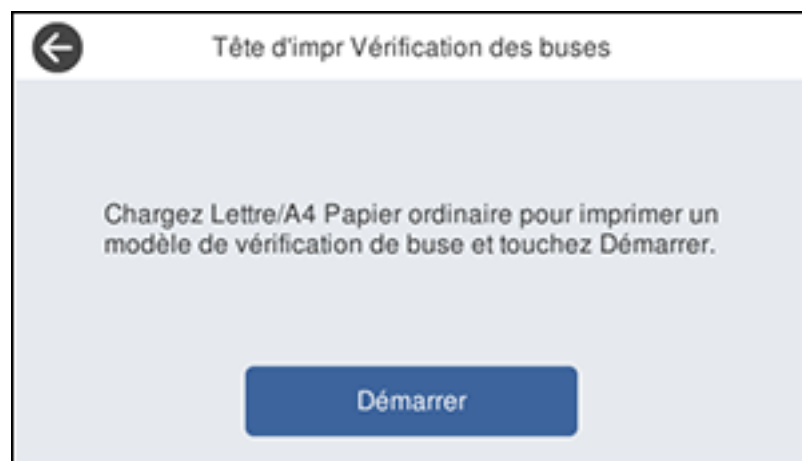 Tête d'impr Vérification des buses
Chargez Lettre/A4 Papier ordinaire pour imprimer un
modèle de vérification de buse et touchez Démarrer.
Démarrer